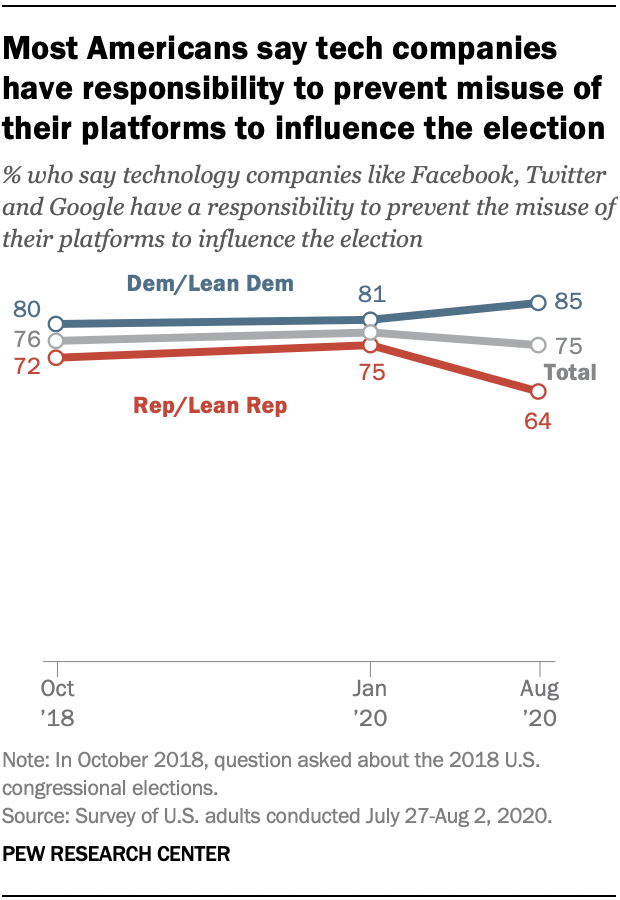 Most Americans say tech companies
have responsibility to prevent misuse of
their platforms to influence the election
% who say technology companies like Facebook, Twitter
and Google have a responsibility to prevent the misuse of
their platforms to influence the election
Dem/Lean Dem
80
81
85
76
75
72
75
Total
Rep/Lean Rep
64
Oct
'18
Jan
'20
Aug
'20
Note: In October 2018, question asked about the 2018 U.S.
congressional elections.
Source: Survey of U.S. adults conducted July 27-Aug 2, 2020.
PEW RESEARCH CENTER